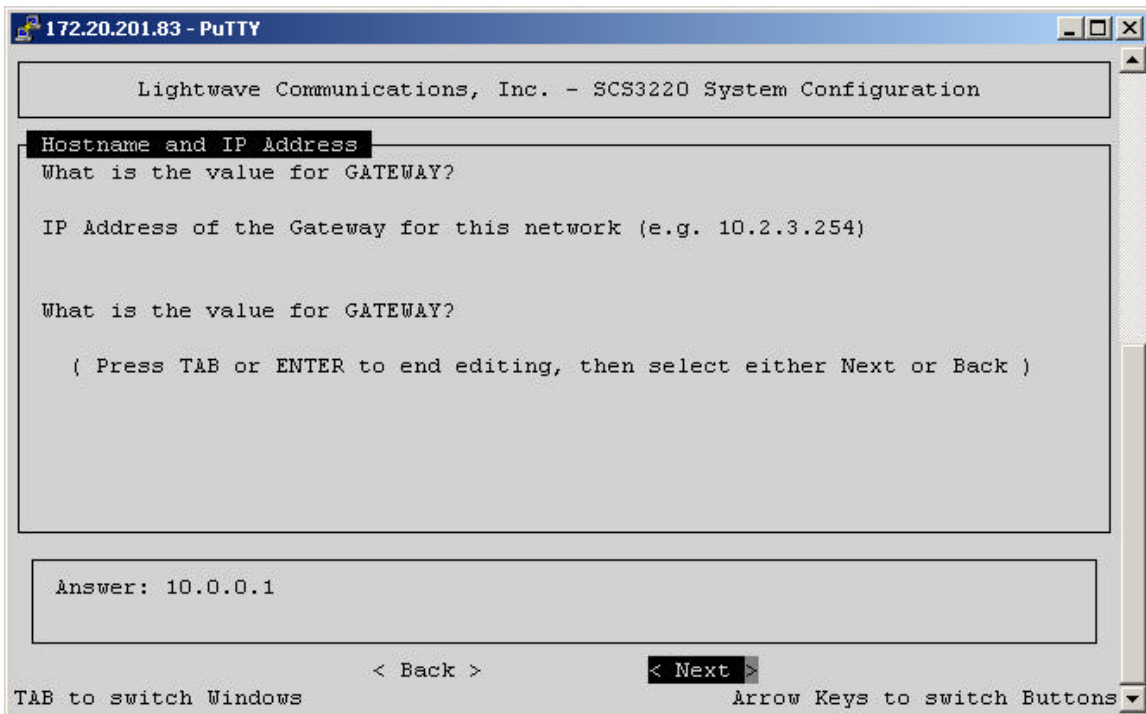 172.20.201.83 - PuTTY
Lightwave Communications, Inc. - SCS3220 System Configuration
Hostname and IP Address
What is the value for GATEWAY?
IP Address of the Gateway for this network (e.g. 10.2.3.254)
What is the value for GATEWAY?
( Press TAB or ENTER to end editing, then select either Next or Back )
Answer: 10.0.0.1
< Back > < Next >
TAB to switch Windows Arrow Keys to switch Buttons